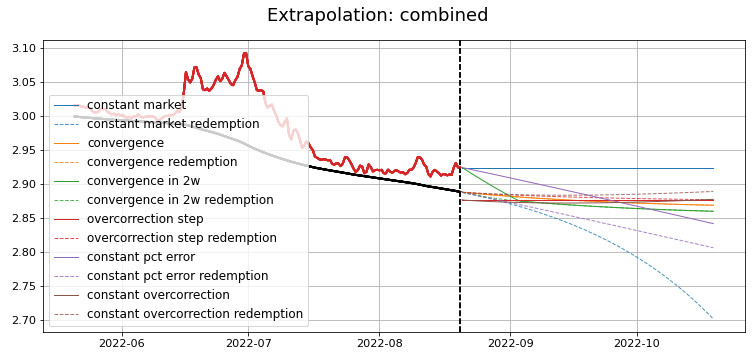 Extrapolation: combined
3.10
3.05
3.00
2.95
2.90
2.85
2.80
2.75
2.70
constant market
constant market redemption
convergence
convergence redemption
convergence in 2w
convergence in 2w redemption
overcorrection step
overcorrection step redemption
constant pct error
constant pct error redemption
constant overcorrection
constant overcorrection redemption
2022-06 2022-07 2022-08 2022-09 2022-10